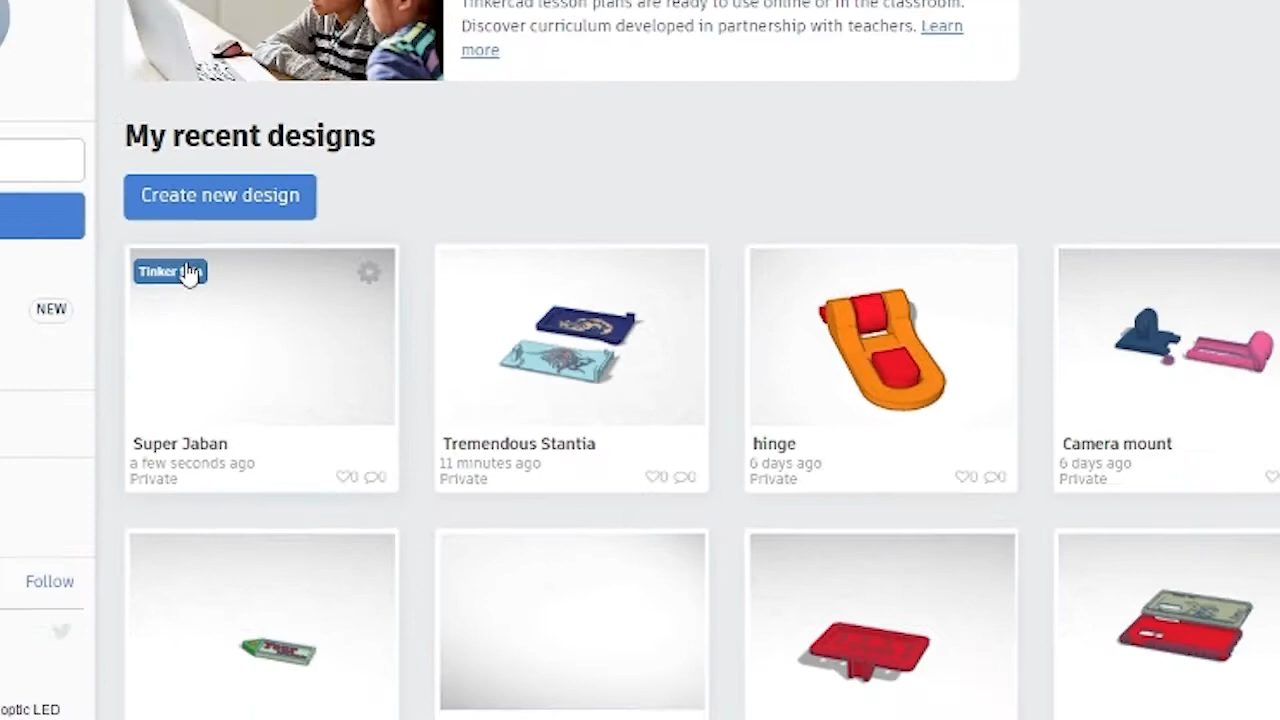 Tinkercad lesson plans are ready to use online or in the classroom.
Discover curriculum developed in partnership with teachers. Learn
more
My recent designs
Create new design
NEW
Tinker
Super Jaban
a few seconds ago
Private
0 0
Tremendous Stantia
11 minutes ago
Private
0 0
hinge
6 days ago
Private
0 0
Camera mount
6 days ago
Private
Follow
optic LED